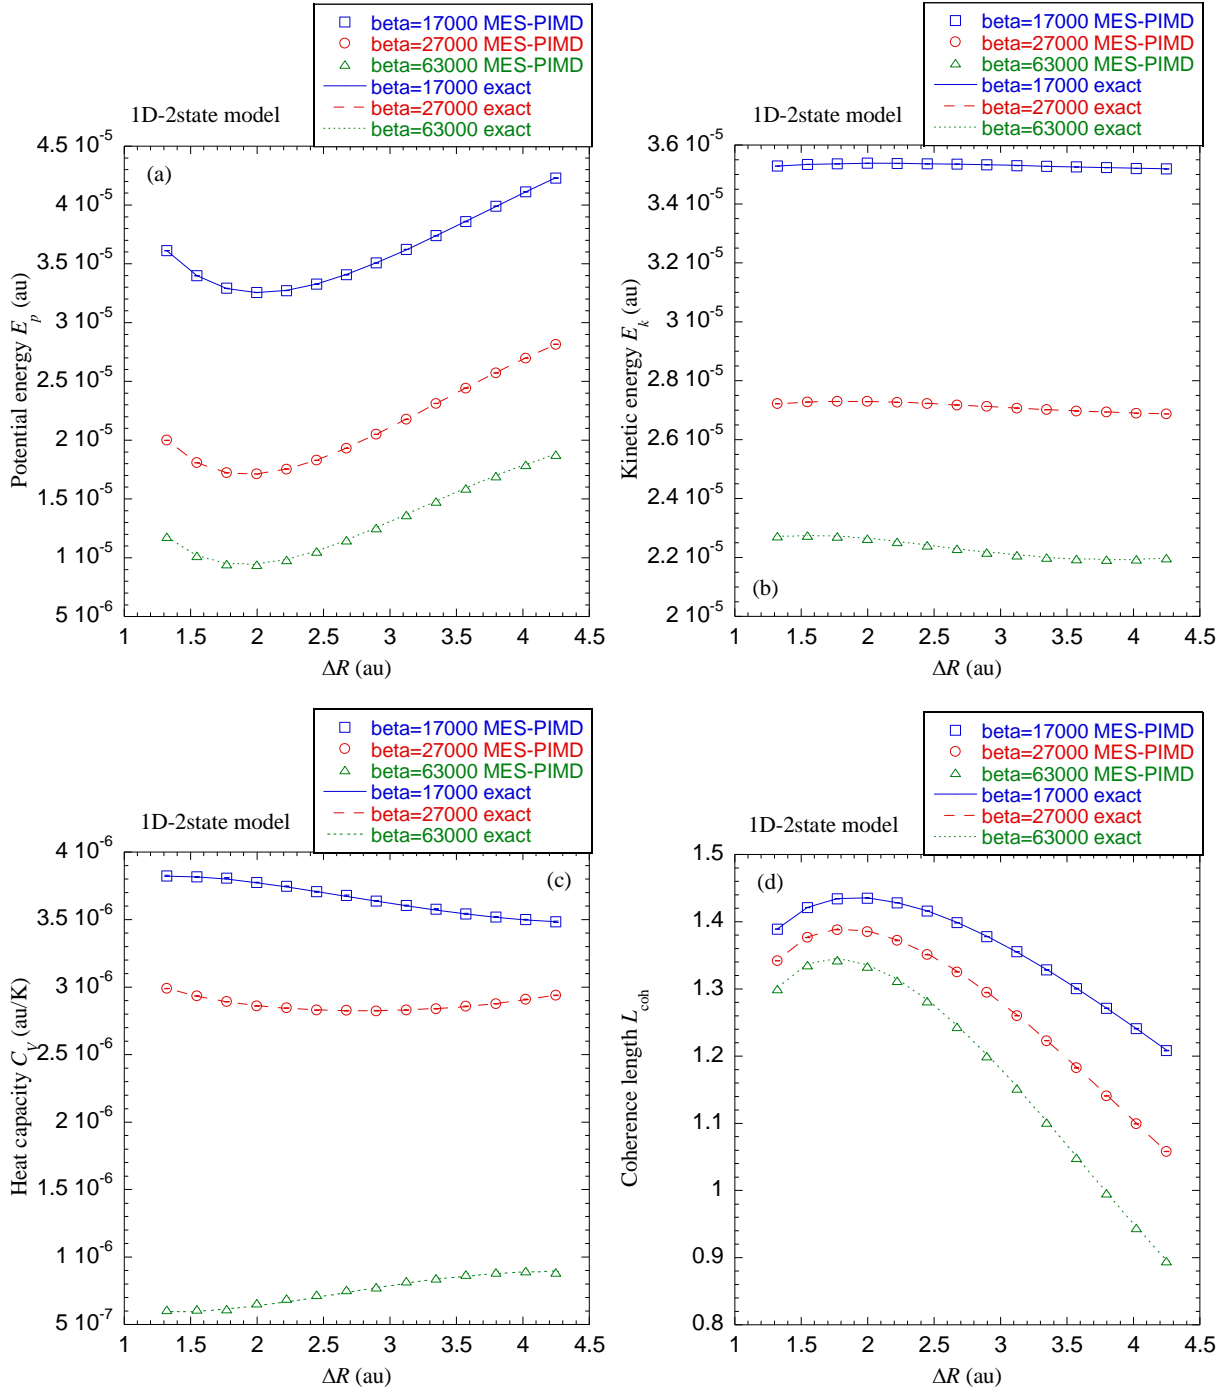 beta=17000 MES-PIMD
beta=27000 MES-PIMD
beta=63000 MES-PIMD
beta=17000 exact
beta=27000 exact
beta=63000 exact
1D-2state model
(a)
4.5 10-5
4 10-5
3.5 10-5
3 10-5
2.5 10-5
2 10-5
1.5 10-5
1 10-5
5 10-6
Potential energy Ep (au)
1 1.5 2 2.5 3 3.5 4 4.5
ΔR (au)
beta=17000 MES-PIMD
beta=27000 MES-PIMD
beta=63000 MES-PIMD
beta=17000 exact
beta=27000 exact
beta=63000 exact
1D-2state model
3.6 10-5
3.4 10-5
3.2 10-5
3 10-5
2.8 10-5
2.6 10-5
2.4 10-5
2.2 10-5
2 10-5
Kinetic energy Ek (au)
(b)
1 1.5 2 2.5 3 3.5 4 4.5
ΔR (au)
beta=17000 MES-PIMD
beta=27000 MES-PIMD
beta=63000 MES-PIMD
beta=17000 exact
beta=27000 exact
beta=63000 exact
1D-2state model
(c)
4 10-6
3.5 10-6
3 10-6
2.5 10-6
2 10-6
1.5 10-6
1 10-6
5 10-7
Heat capacity CV (au/K)
1 1.5 2 2.5 3 3.5 4 4.5
ΔR (au)
beta=17000 MES-PIMD
beta=27000 MES-PIMD
beta=63000 MES-PIMD
beta=17000 exact
beta=27000 exact
beta=63000 exact
1D-2state model
(d)
1.5
1.4
1.3
1.2
1.1
1
0.9
0.8
Coherence length Lcoh
1 1.5 2 2.5 3 3.5 4 4.5
ΔR (au)